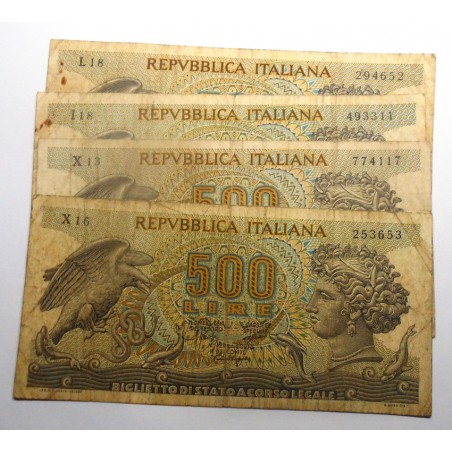 L18 REPVBBLICA ITALIANA 294652
I18 REPVBBLICA ITALIANA 493311
X13 REPVBBLICA ITALIANA 774117
500
X16 REPVBBLICA ITALIANA 253653
500
LIRE
BIGLIETTO DI STATO A CORSO LEGALE